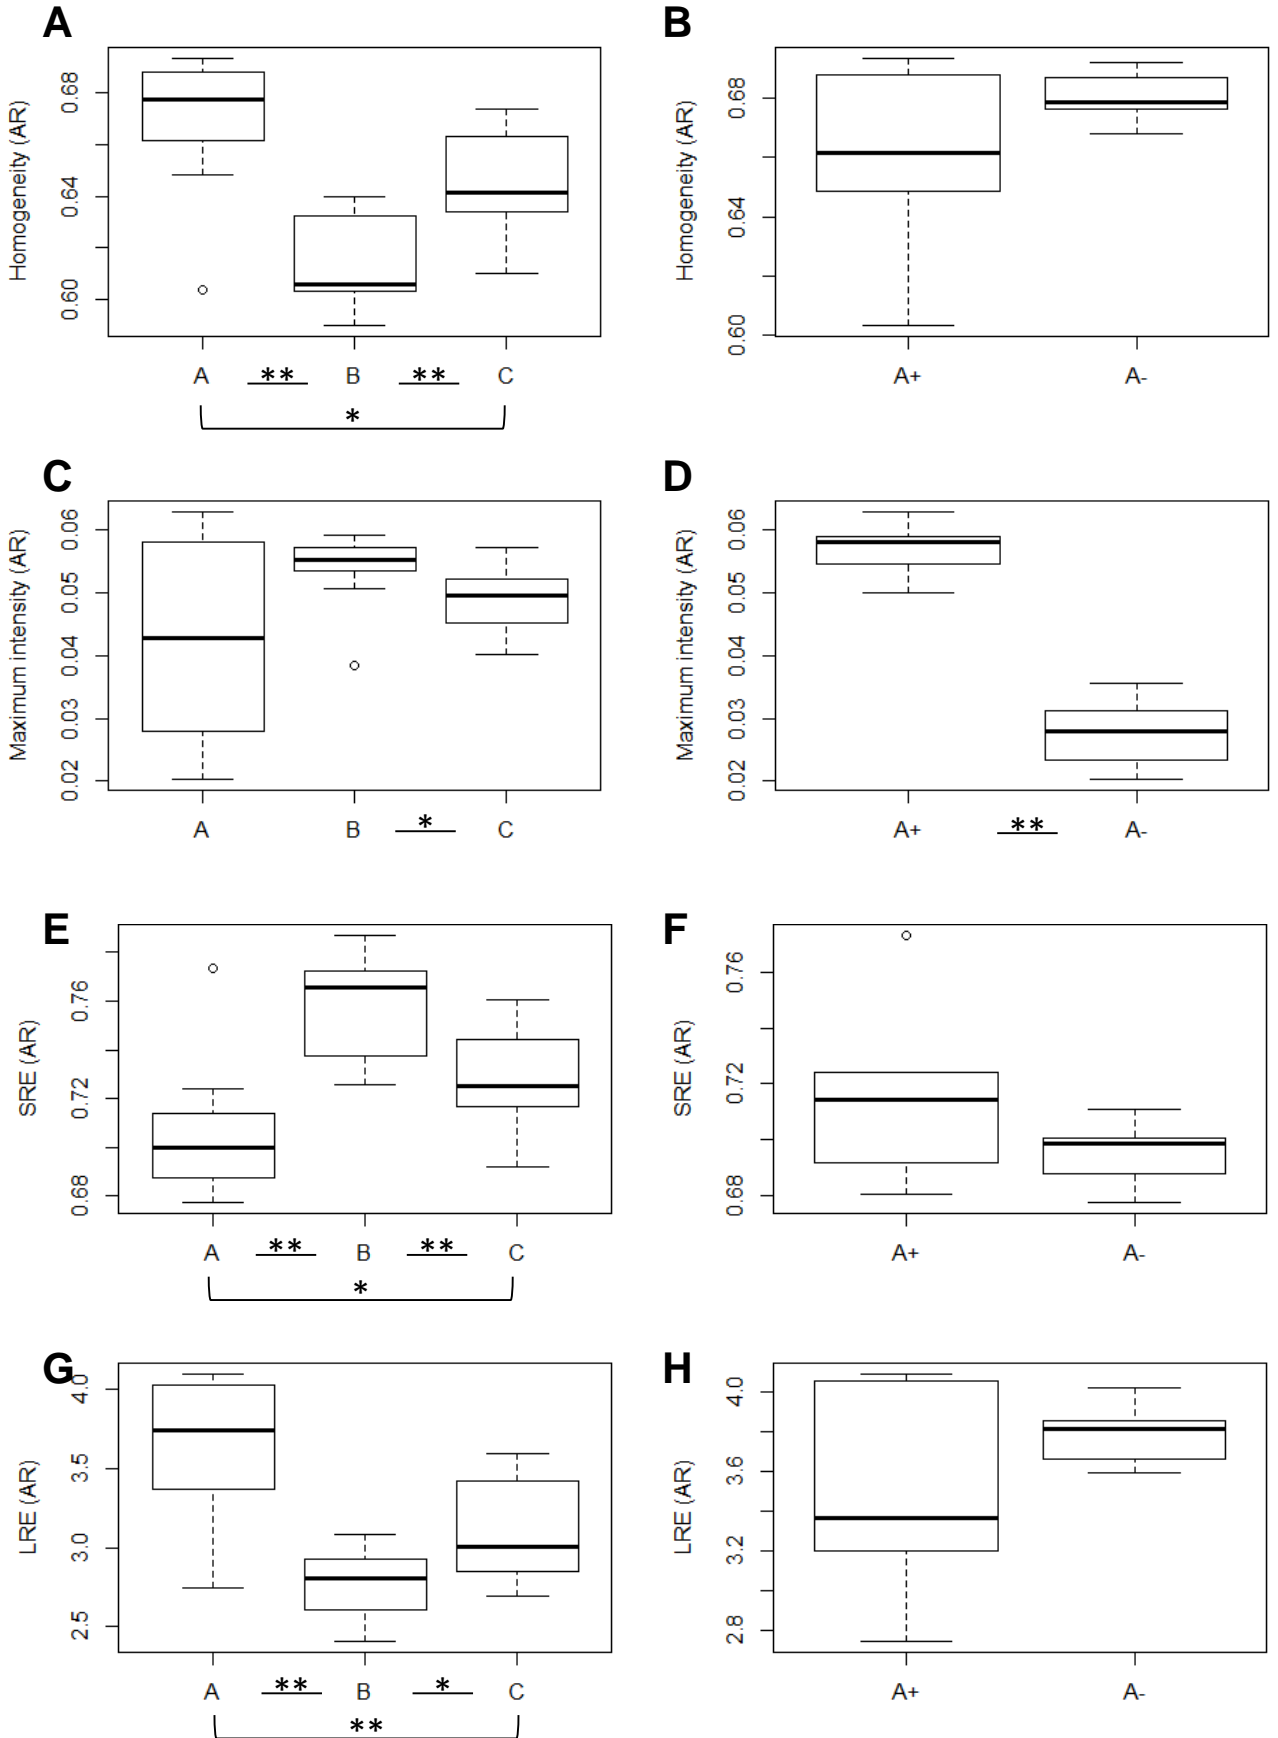 A
Homogeneity (AR)
0.68
0.64
0.60
A ** B ** C
*
B
Homogeneity (AR)
0.68
0.64
0.60
A+ A-
C
Maximum intensity (AR)
0.06
0.05
0.04
0.03
0.02
A B * C
D
Maximum intensity (AR)
0.06
0.05
0.04
0.03
0.02
A+ ** A-
E
SRE (AR)
0.76
0.72
0.68
A ** B ** C
*
F
SRE (AR)
0.76
0.72
0.68
A+ A-
G
LRE (AR)
4.0
3.5
3.0
2.5
A ** B * C
**
H
LRE (AR)
4.0
3.6
3.2
2.8
A+ A-